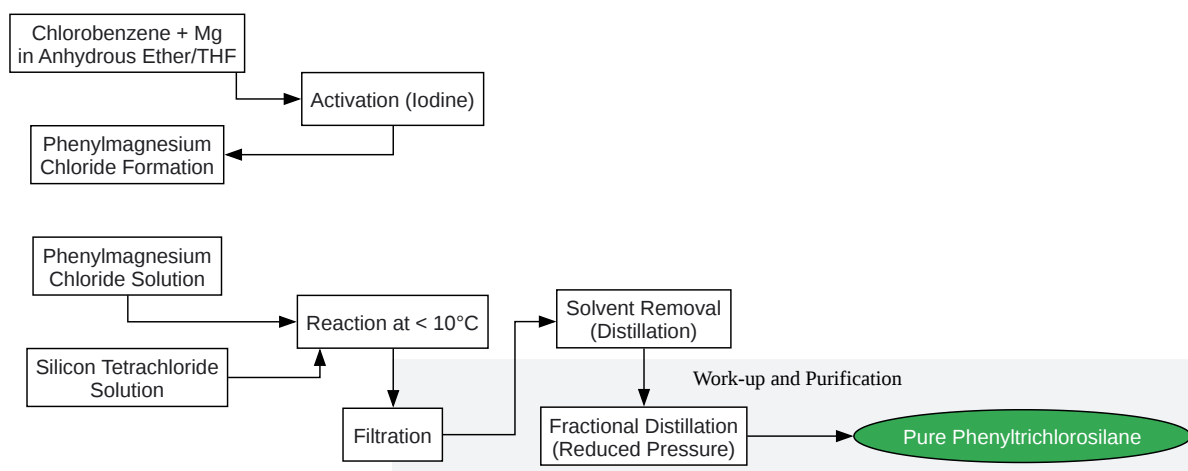 Chlorobenzene + Mg
in Anhydrous Ether/THF
Activation (Iodine)
Phenylmagnesium
Chloride Formation
Phenylmagnesium
Chloride Solution
Silicon Tetrachloride
Solution
Reaction at < 10°C
Solvent Removal
(Distillation)
Work-up and Purification
Filtration
Fractional Distillation
(Reduced Pressure)
Pure Phenyltrichlorosilane